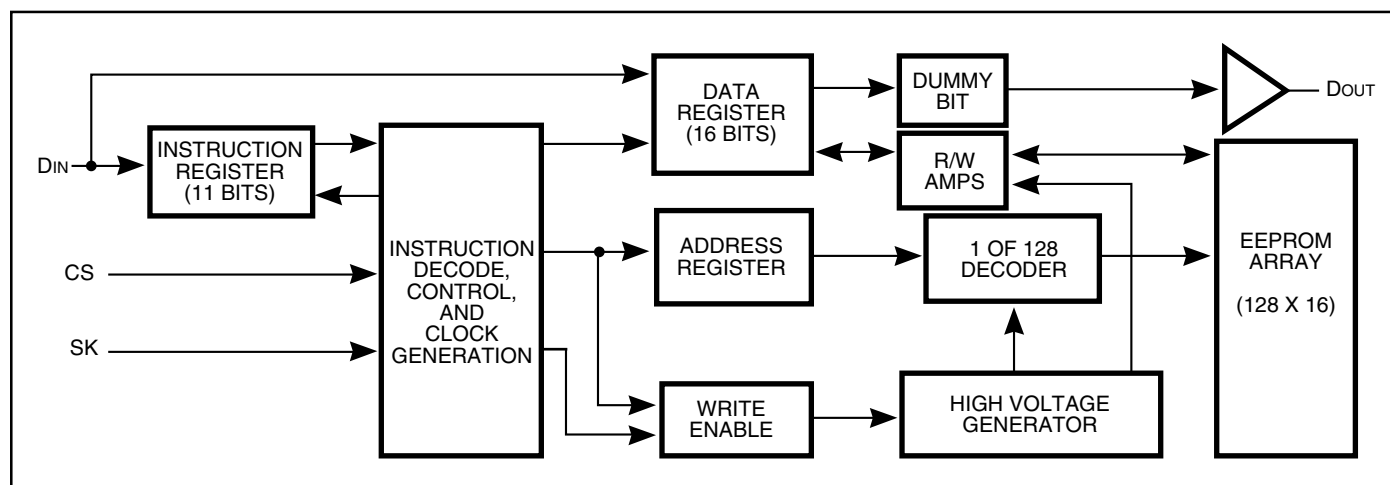 DIN
INSTRUCTION
REGISTER
(11 BITS)
CS
SK
INSTRUCTION
DECODE,
CONTROL,
AND
CLOCK
GENERATION
DATA
REGISTER
(16 BITS)
ADDRESS
REGISTER
WRITE
ENABLE
DUMMY
BIT
R/W
AMPS
1 OF 128
DECODER
HIGH VOLTAGE
GENERATOR
DOUT
EEPROM
ARRAY
(128 X 16)